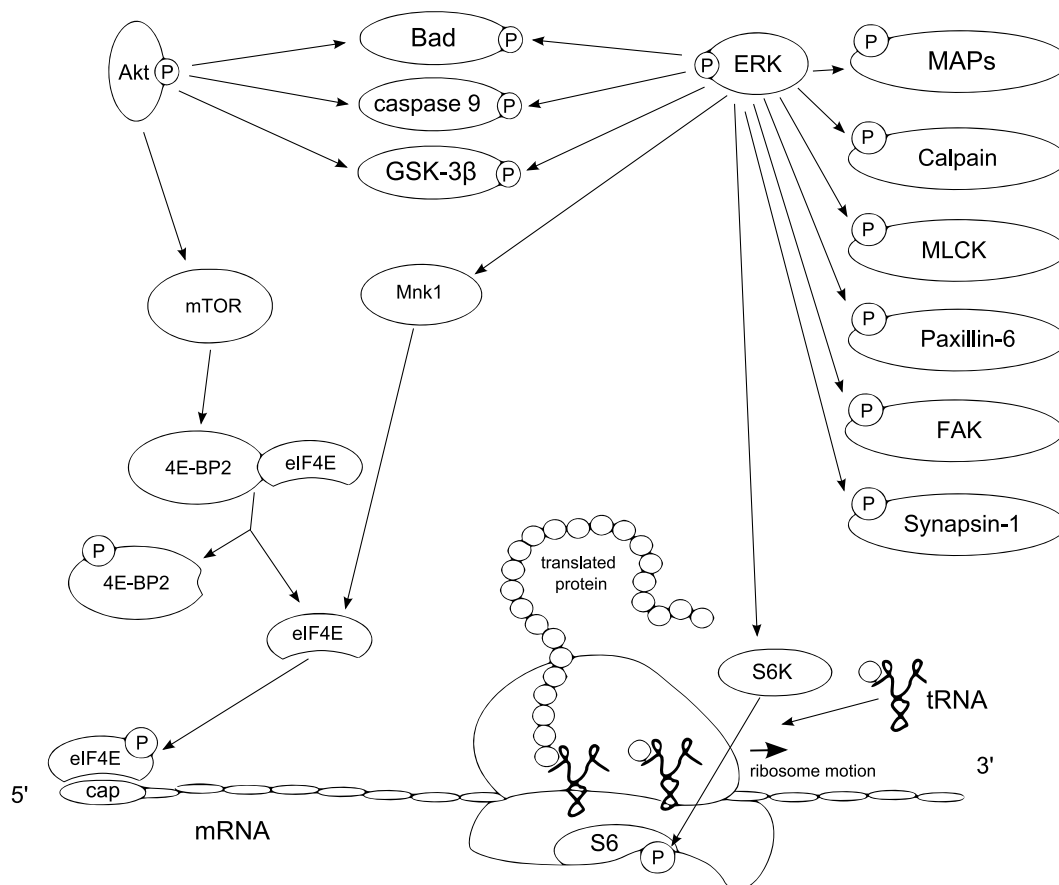 Akt
P
Bad
P
P
ERK
P
MAPs
caspase 9
P
P
Calpain
GSK-3β
P
P
MLCK
mTOR
Mnk1
P
Paxillin-6
4E-BP2
eIF4E
P
FAK
P
Synapsin-1
P
4E-BP2
translated
protein
eIF4E
S6K
tRNA
eIF4E
P
cap
5'
mRNA
ribosome motion
3'
S6
P